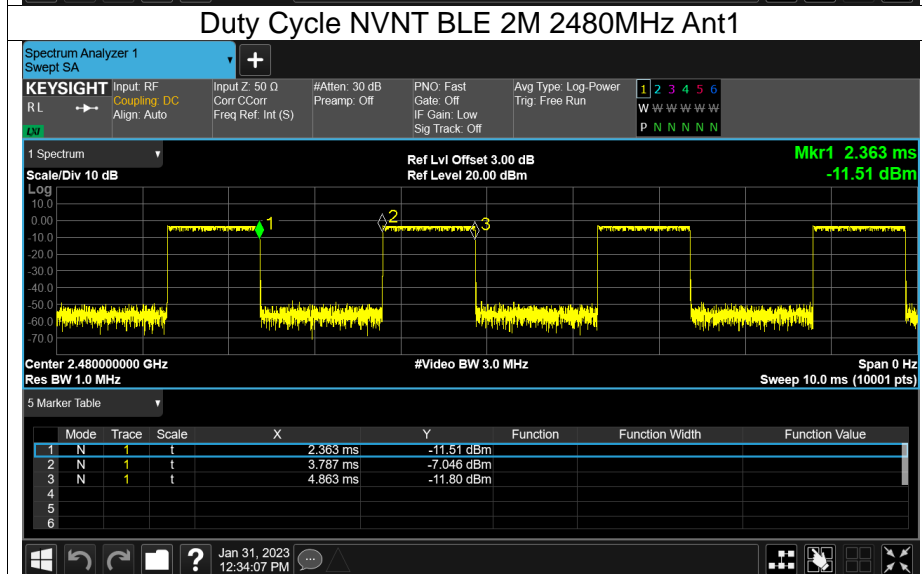 Duty Cycle NVNT BLE 2M 2480MHz Ant1
Spectrum Analyzer 1
Swept SA
+
KEYSIGHT Input: RF Input Z: 50 Ω #Atten: 30 dB PNO: Fast Avg Type: Log-Power 1 2 3 4 5 6
R L Coupling: DC Corr CCorr Preamp: Off Gate: Off Trig: Free Run W W W W W W
Align: Auto Freq Ref: Int (S) IF Gain: Low
LXI Sig Track: Off P N N N N N
1 Spectrum Ref Lvl Offset 3.00 dB Mkr1 2.363 ms
Scale/Div 10 dB Ref Level 20.00 dBm -11.51 dBm
Log
10.0
0.00
1 2 3
-10.0
-20.0
-30.0
-40.0
-50.0
-60.0
-70.0
Center 2.480000000 GHz #Video BW 3.0 MHz Span 0 Hz
Res BW 1.0 MHz Sweep 10.0 ms (10001 pts)
5 Marker Table
Mode Trace Scale X Y Function Function Width Function Value
1 N 1 t 2.363 ms -11.51 dBm
2 N 1 t 3.787 ms -7.046 dBm
3 N 1 t 4.863 ms -11.80 dBm
4
5
6
? Jan 31, 2023
12:34:07 PM